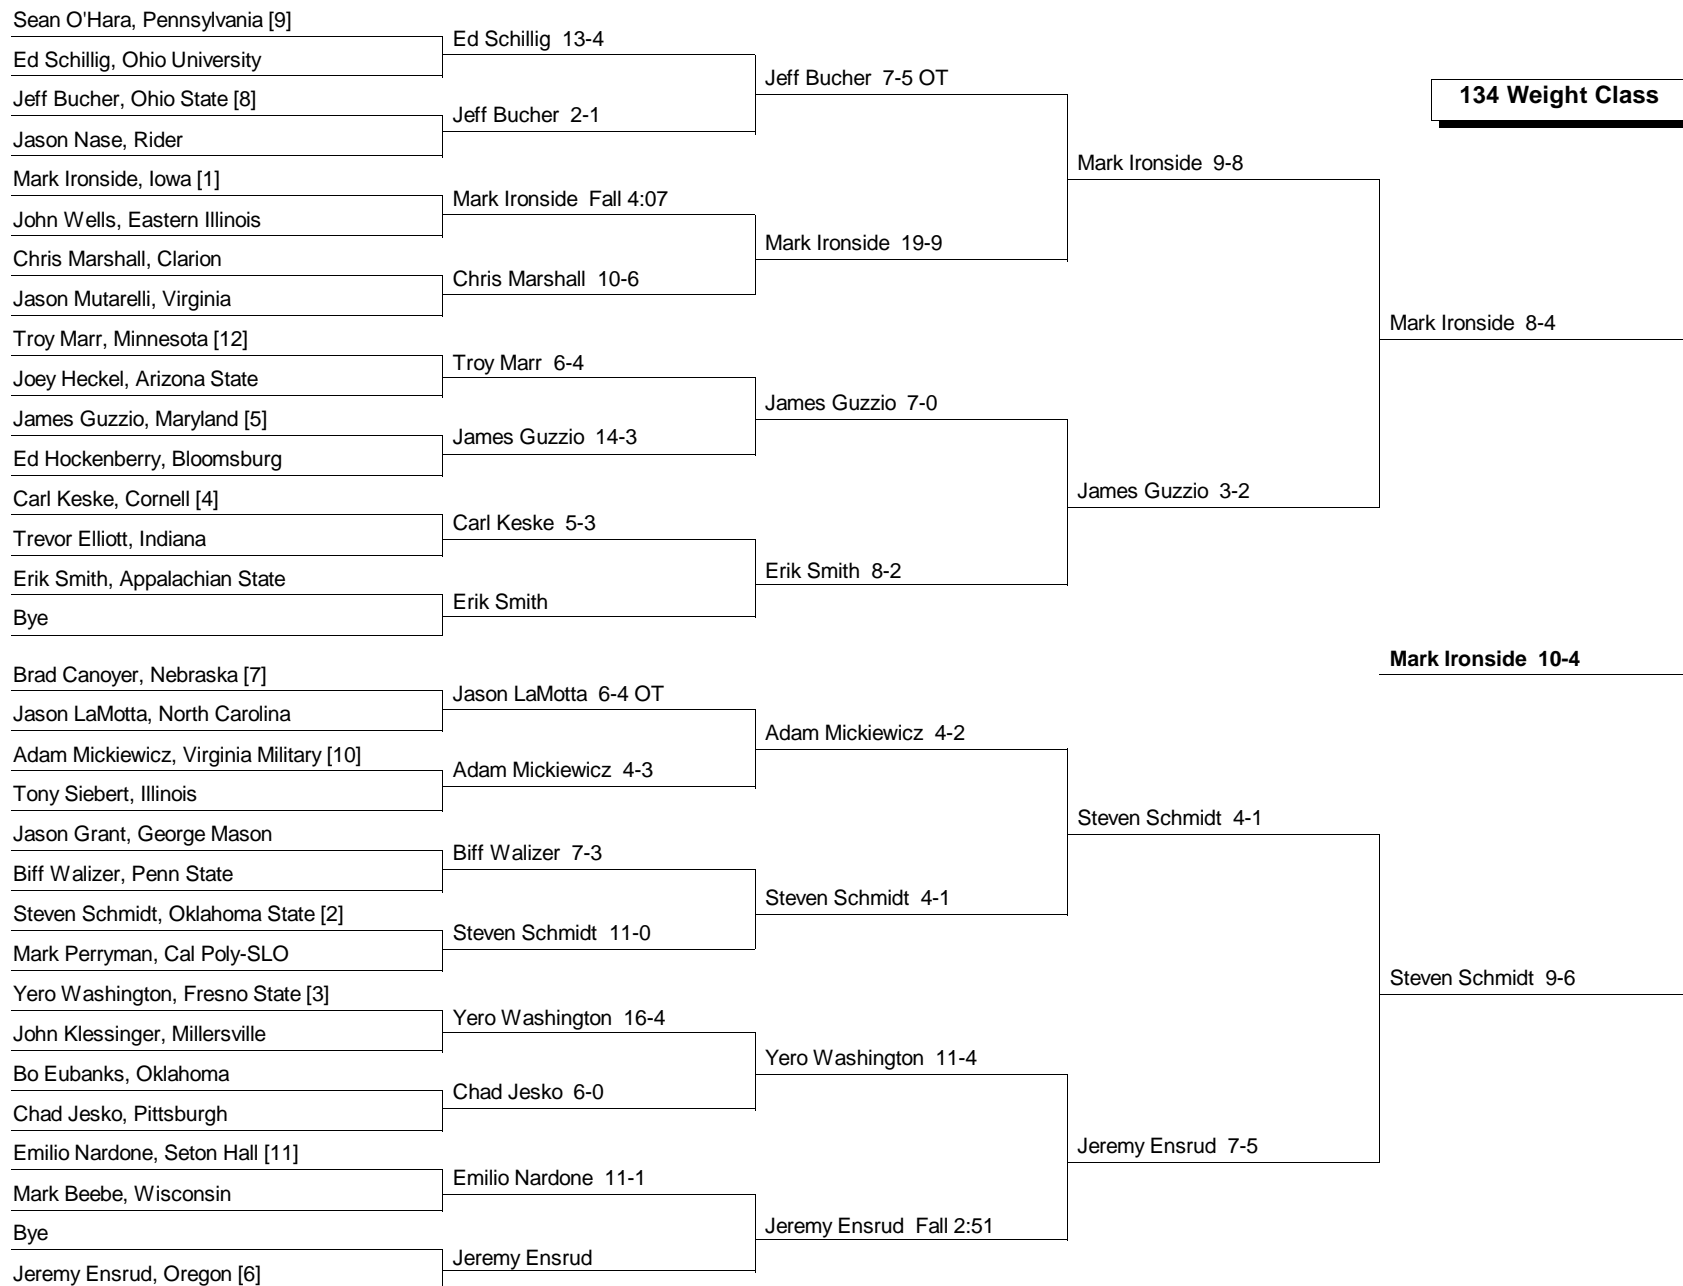 Sean O'Hara, Pennsylvania [9]
Ed Schillig, Ohio University
Jeff Bucher, Ohio State [8]
Jason Nase, Rider
Mark Ironside, Iowa [1]
John Wells, Eastern Illinois
Chris Marshall, Clarion
Jason Mutarelli, Virginia
Troy Marr, Minnesota [12]
Joey Heckel, Arizona State
James Guzzio, Maryland [5]
Ed Hockenberry, Bloomsburg
Carl Keske, Cornell [4]
Trevor Elliott, Indiana
Erik Smith, Appalachian State
Bye
Brad Canoyer, Nebraska [7]
Jason LaMotta, North Carolina
Adam Mickiewicz, Virginia Military [10]
Tony Siebert, Illinois
Jason Grant, George Mason
Biff Walizer, Penn State
Steven Schmidt, Oklahoma State [2]
Mark Perryman, Cal Poly-SLO
Yero Washington, Fresno State [3]
John Klessinger, Millersville
Bo Eubanks, Oklahoma
Chad Jesko, Pittsburgh
Emilio Nardone, Seton Hall [11]
Mark Beebe, Wisconsin
Bye
Jeremy Ensrud, Oregon [6]
Ed Schillig 13-4
Jeff Bucher 2-1
Mark Ironside Fall 4:07
Chris Marshall 10-6
Troy Marr 6-4
James Guzzio 14-3
Carl Keske 5-3
Erik Smith
Jason LaMotta 6-4 OT
Adam Mickiewicz 4-3
Biff Walizer 7-3
Steven Schmidt 11-0
Yero Washington 16-4
Chad Jesko 6-0
Emilio Nardone 11-1
Jeremy Ensrud
Jeff Bucher 7-5 OT
Mark Ironside 19-9
James Guzzio 7-0
Erik Smith 8-2
Adam Mickiewicz 4-2
Steven Schmidt 4-1
Yero Washington 11-4
Jeremy Ensrud Fall 2:51
Mark Ironside 9-8
James Guzzio 3-2
Steven Schmidt 4-1
Jeremy Ensrud 7-5
134 Weight Class
Mark Ironside 8-4
Mark Ironside 10-4
Steven Schmidt 9-6